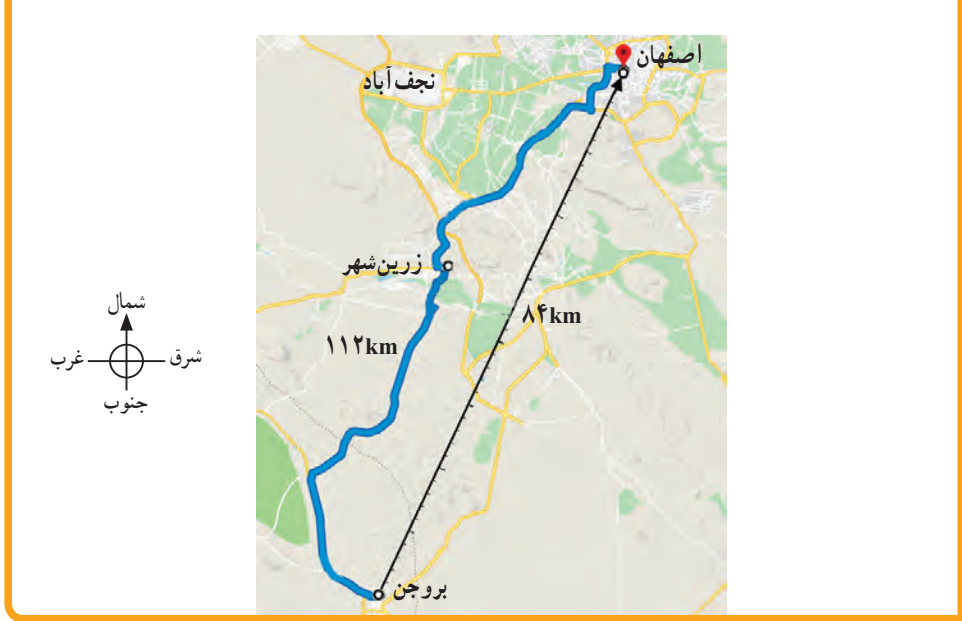 اصفهان
نجف آباد
زرین‌شهر
۸۴km
۱۱۲km
شمال
شرق
غرب
جنوب
بروجن